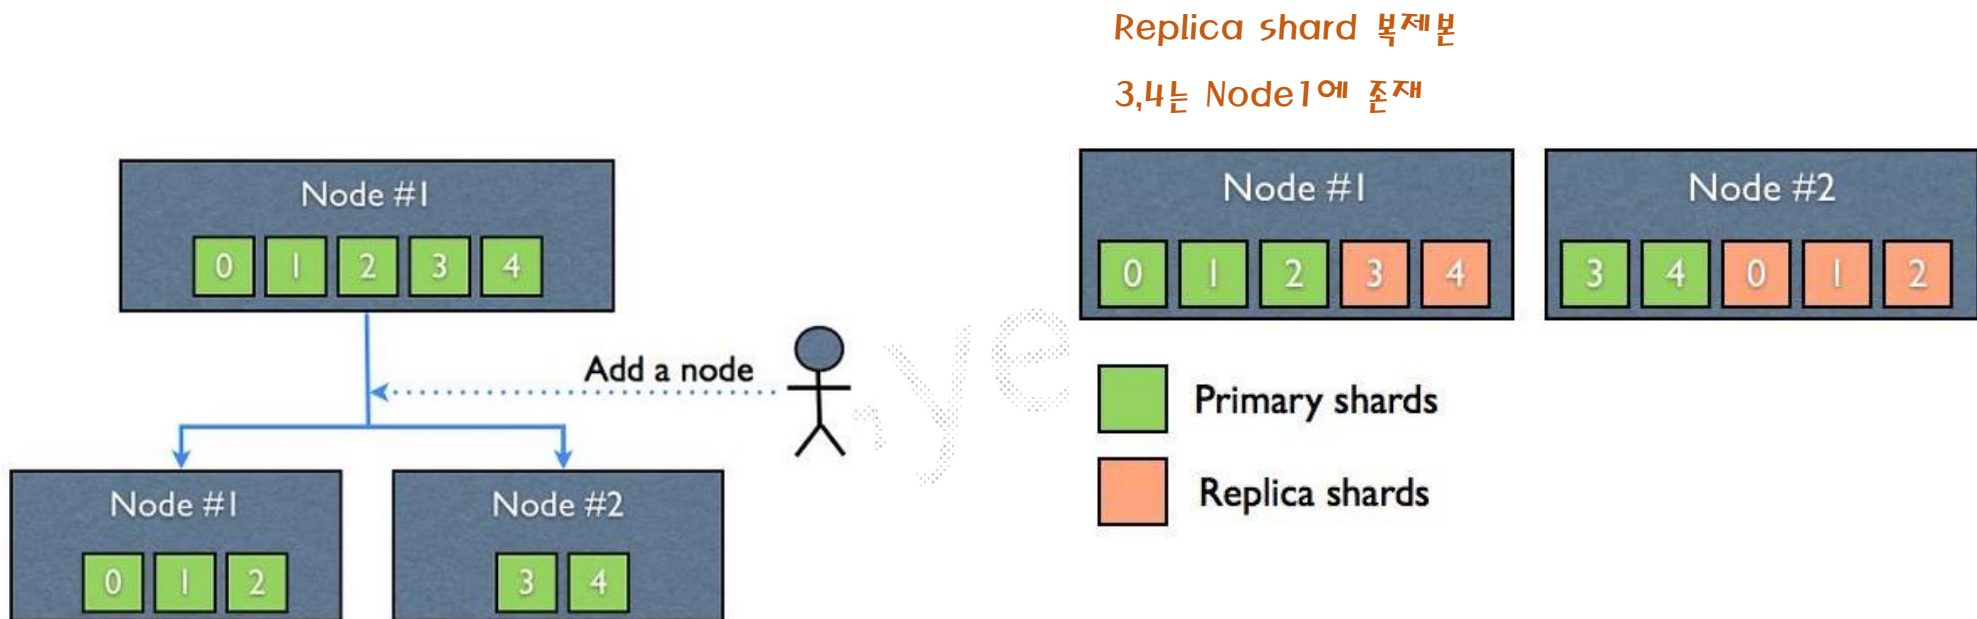 Replica shard 복제본
3,4는 Node1에 존재
Node #1
0 1 2 3 4
Add a node
Node #1
0 1 2
Node #2
3 4
Node #1
0 1 2 3 4
Node #2
3 4 0 1 2
Primary shards
Replica shards
ye